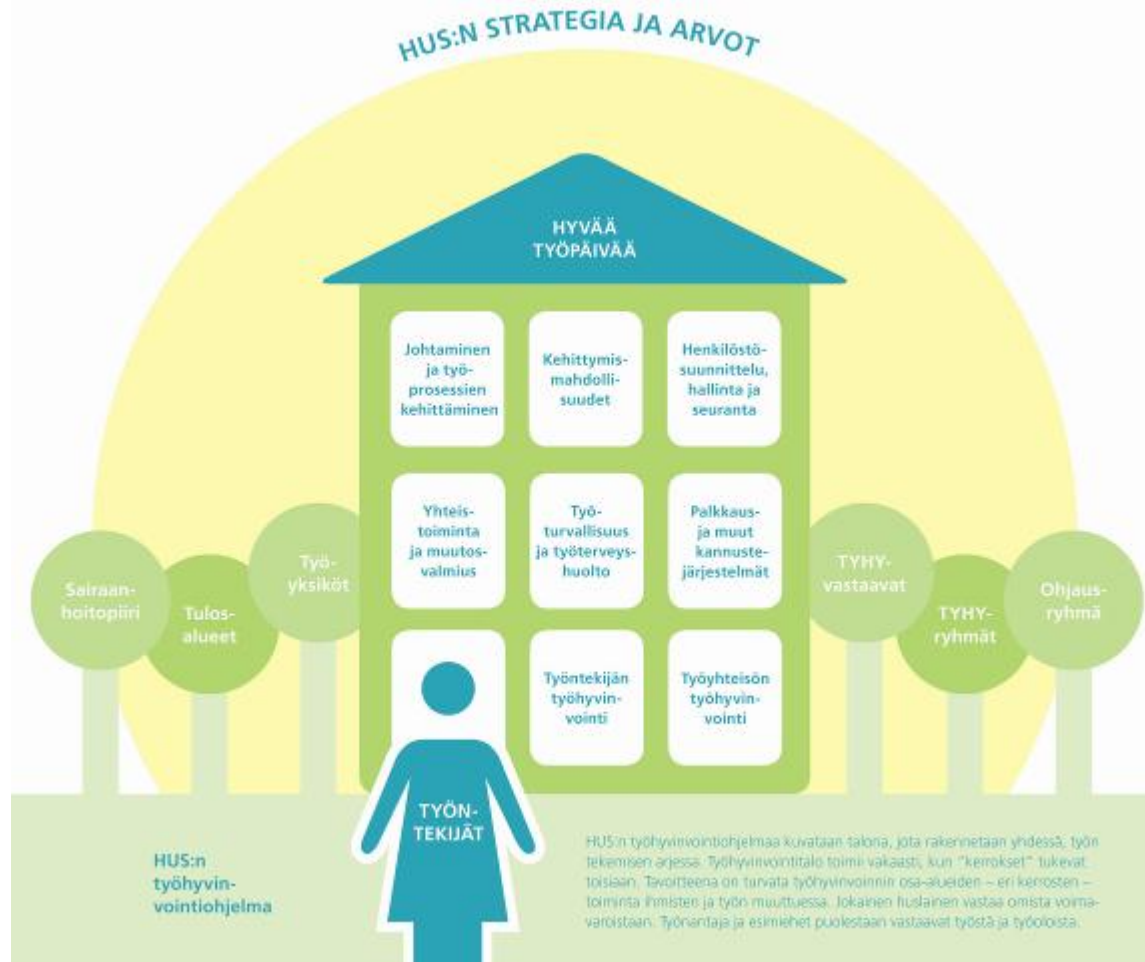 HUS:N STRATEGIA JA ARVOT
HYVÄÄ
TYÖPÄIVÄÄ
Johtaminen
ja työ-
prosessien
kehittäminen
Kehittymis-
mahdolli-
suudet
Henkilöstö-
suunnittelu,
hallinta ja
seuranta
Yhteis-
toiminta
ja muutos-
valmius
Työ-
turvallisuus
ja työterveys-
huolto
Palkkaus-
ja muut
kannuste-
järjestelmät
Sairaan-
hoitopiiri
Tulos-
alueet
Työ-
yksiköt
TYHY-
vastaavat
TYHY-
ryhmät
Ohjaus-
ryhmä
Työntekijän
työhyvin-
vointi
Työyhteisön
työhyvin-
vointi
TYÖN-
TEKIJÄT
HUS:n
työhyvin-
vointiohjelma
HUS:n työhyvinvointiohjelmaa kuvataan talona, jota rakennetaan yhdessä, työn
tekemisen arjessa. Työhyvinvointitalo toimii vakaasti, kun "kerrokset" tukevat
toisiaan. Tavoitteena on turvata työhyvinvoinnin osa-alueiden – eri kerrosten –
toiminta ihmisten ja työn muuttuessa. Jokainen huslainen vastaa omista voima-
varoistaan. Työnantaja ja esimiehet puolestaan vastaavat työstä ja työoloista.